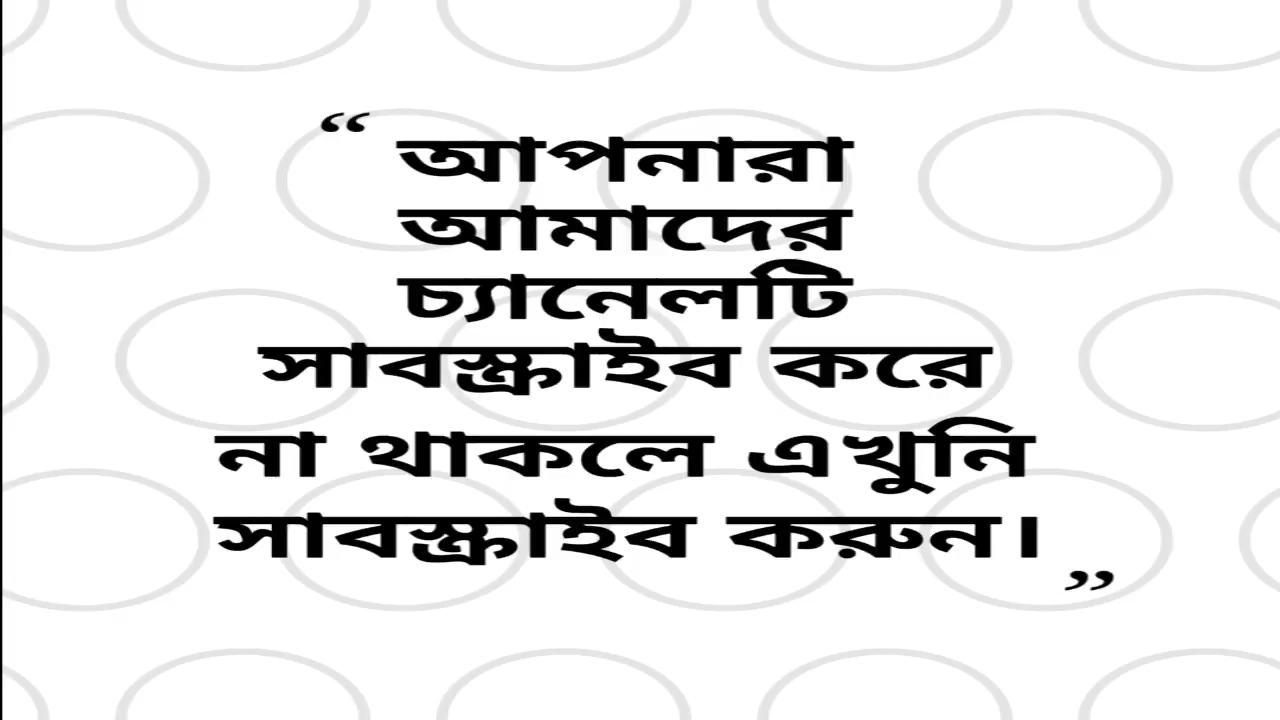 “ আপনারা
আমাদের
চ্যানেলটি
সাবস্ক্রাইব করে
না থাকলে এখুনি
সাবস্ক্রাইব করুন। ”